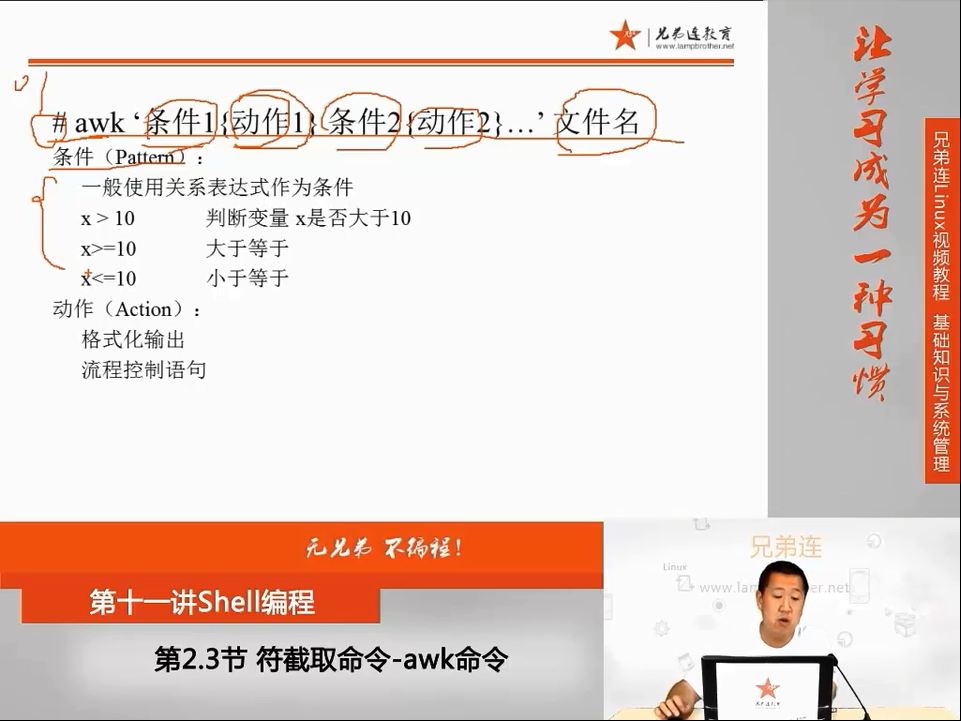 兄弟连教育
www.lampbrother.net
# awk ‘条件1{动作1} 条件2{动作2}…’ 文件名
条件（Pattern）：
一般使用关系表达式作为条件
x > 10 判断变量 x是否大于10
x>=10 大于等于
x<=10 小于等于
动作（Action）：
格式化输出
流程控制语句
让学习成为一种习惯
兄弟连Linux视频教程 基础知识与系统管理
无兄弟 不编程！
第十一讲Shell编程
第2.3节 符截取命令-awk命令
兄弟连
Linux